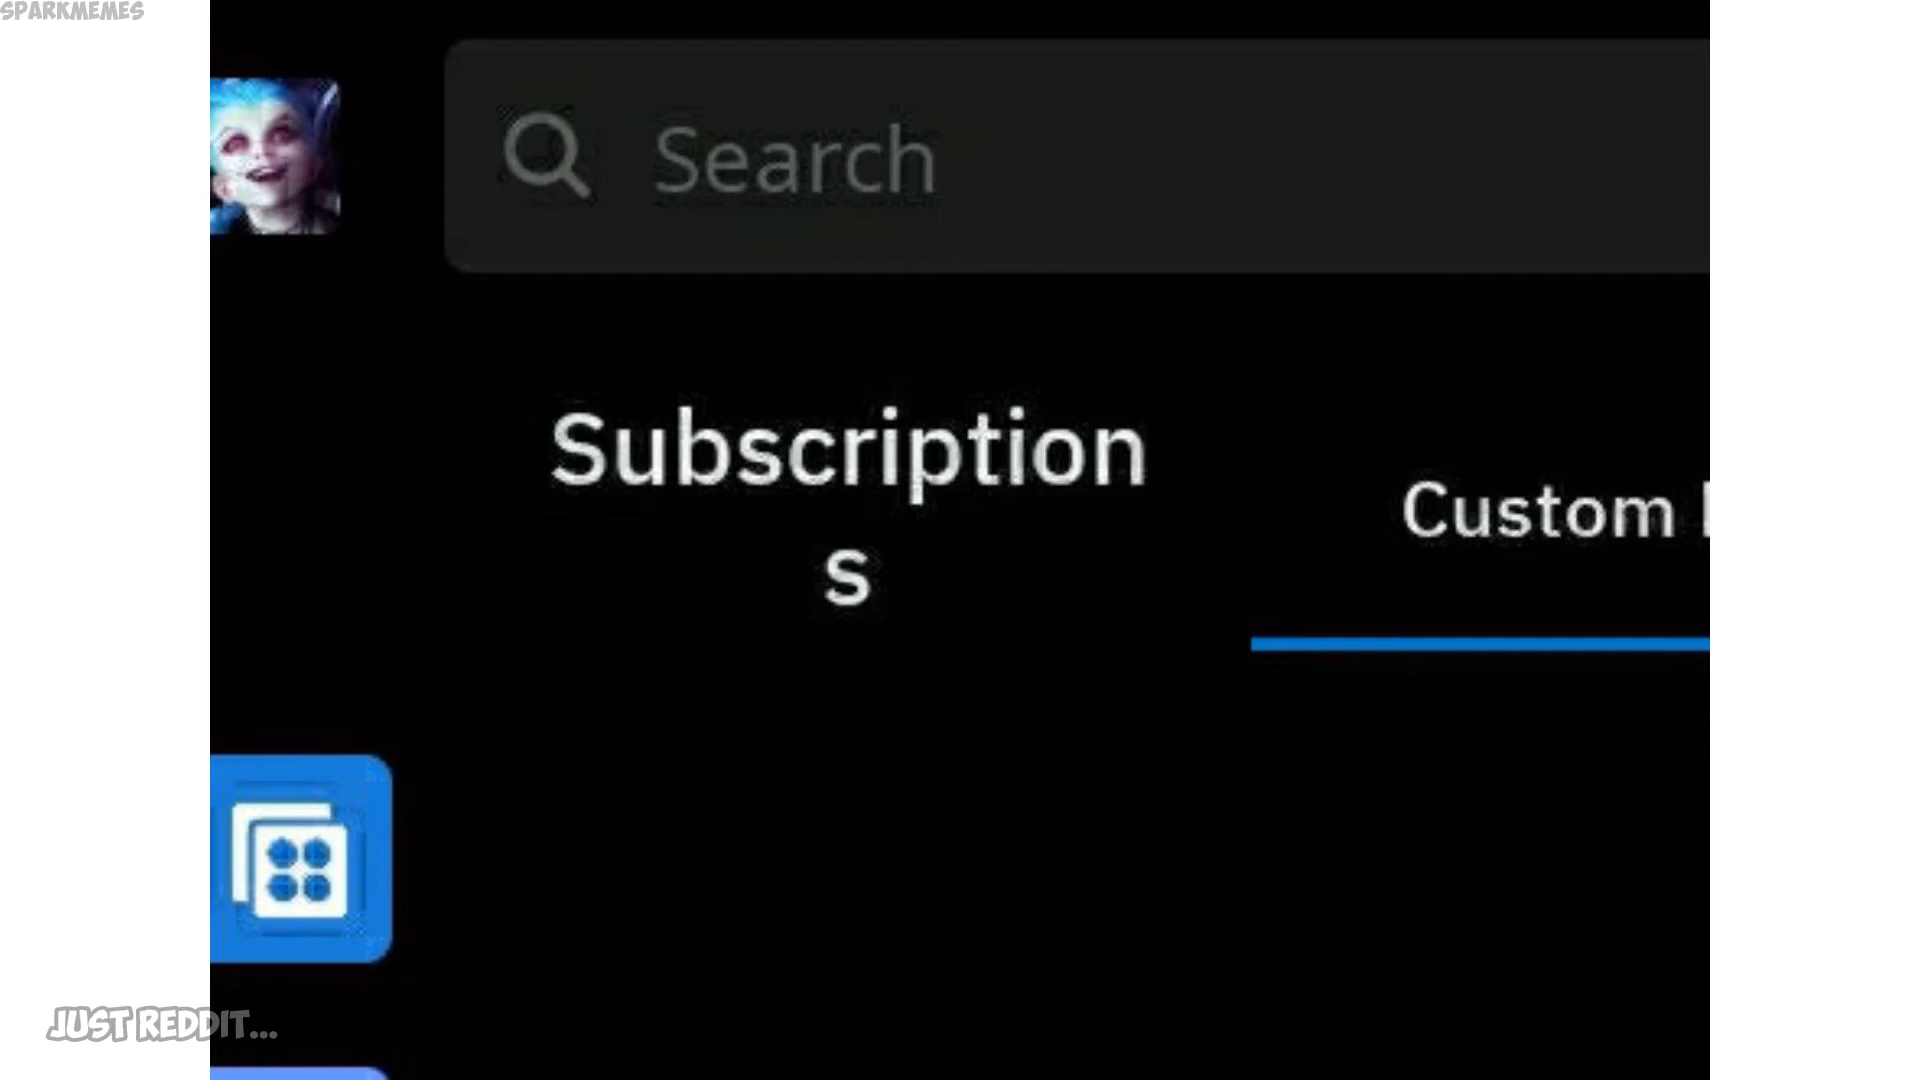 SPARKMEMES
Search
Subscription
s
Custom
JUST REDDIT...